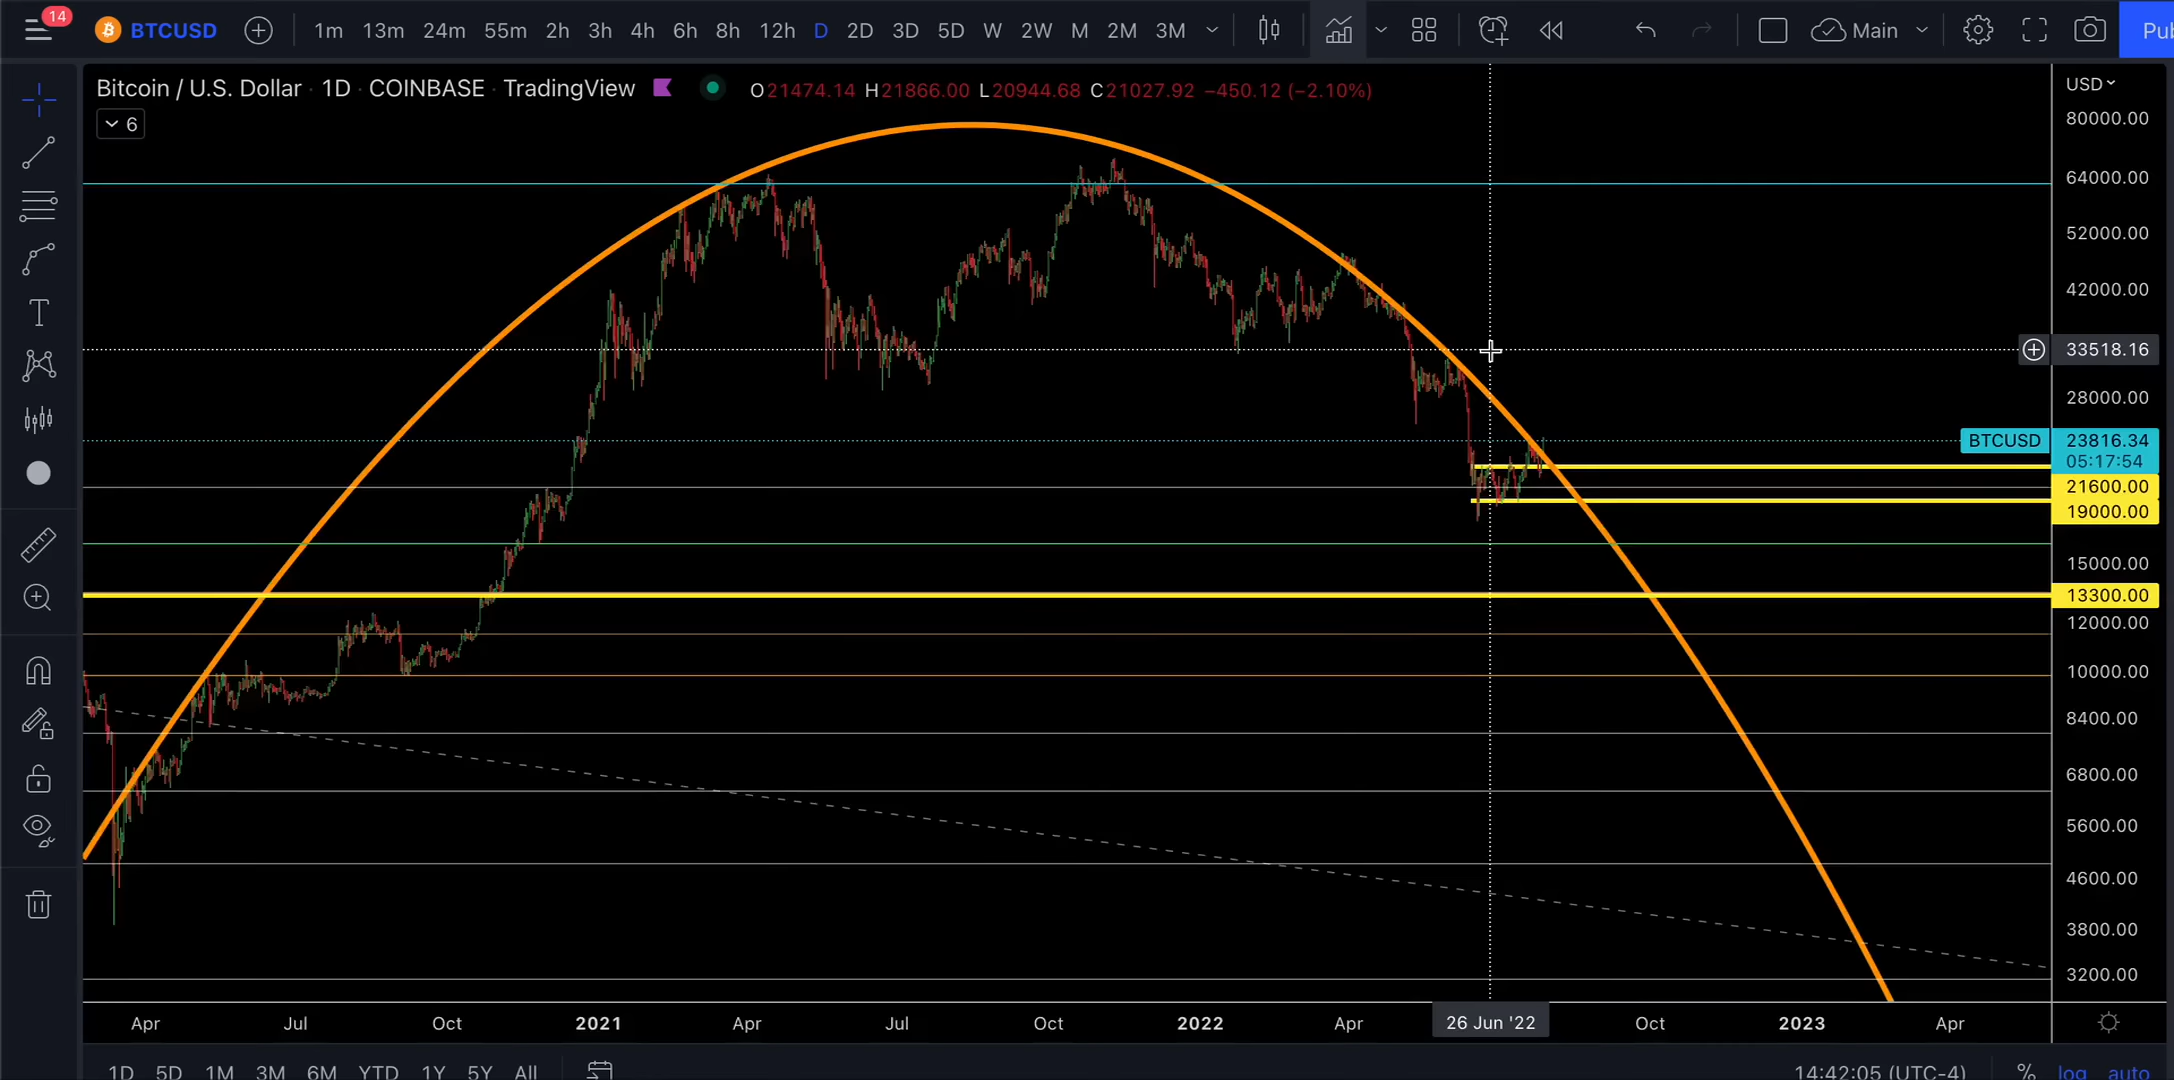 14
BTCUSD
1m 13m 24m 55m 2h 3h 4h 6h 8h 12h D 2D 3D 5D W 2W M 2M 3M
Main
Pu
Bitcoin / U.S. Dollar · 1D · COINBASE · TradingView
O21474.14 H21866.00 L20944.68 C21027.92 −450.12 (−2.10%)
6
USD
80000.00
64000.00
52000.00
42000.00
33518.16
28000.00
BTCUSD 23816.34
05:17:54
21600.00
19000.00
15000.00
13300.00
12000.00
10000.00
8400.00
6800.00
5600.00
4600.00
3800.00
3200.00
Apr Jul Oct 2021 Apr Jul Oct 2022 Apr 26 Jun '22 Oct 2023 Apr
1D 5D 1M 3M 6M YTD 1Y 5Y All
14:42:05 (UTC-4) % log auto
T